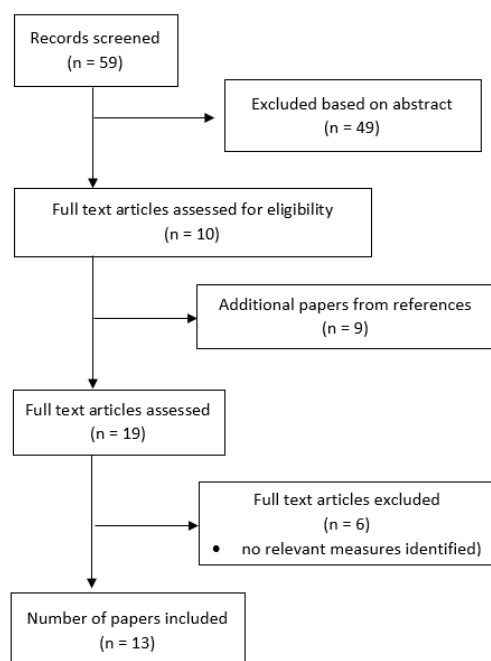 Records screened
(n = 59)
Excluded based on abstract
(n = 49)
Full text articles assessed for eligibility
(n = 10)
Additional papers from references
(n = 9)
Full text articles assessed
(n = 19)
Full text articles excluded
(n = 6)
• no relevant measures identified)
Number of papers included
(n = 13)